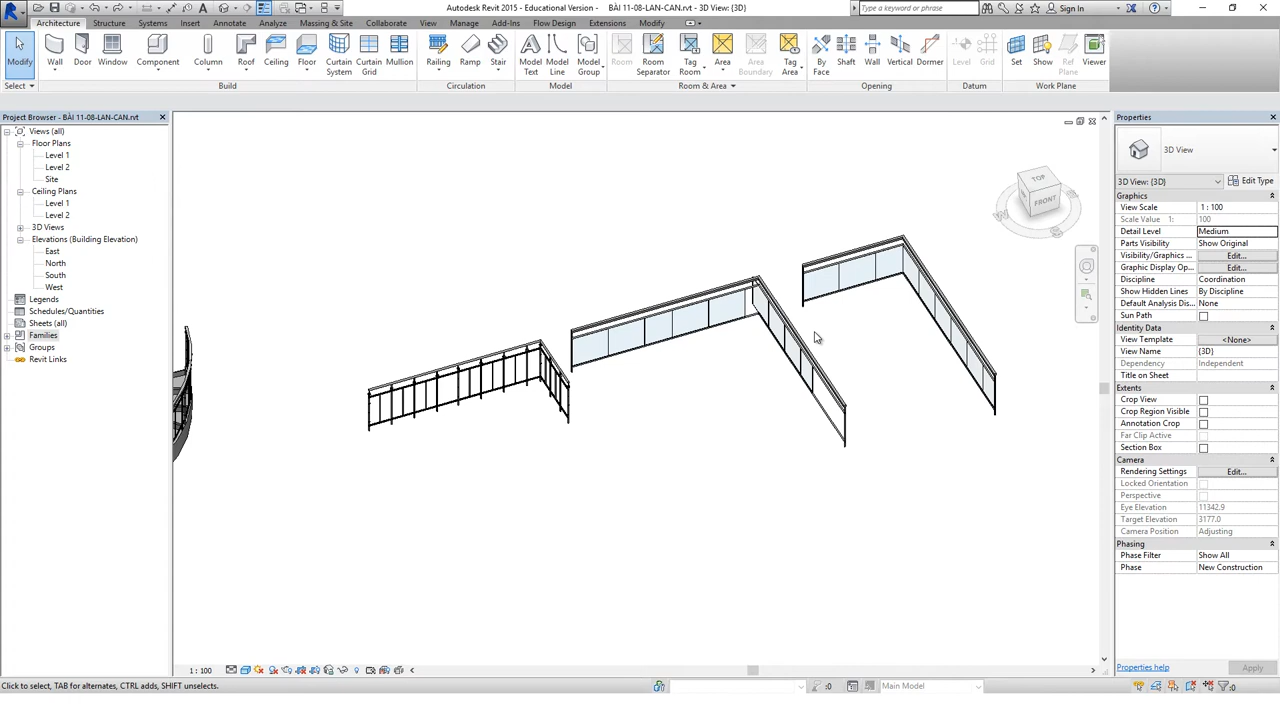 Autodesk Revit 2015 - Educational Version - BÀI 11-08-LAN-CAN.rvt - 3D View: {3D}
Type a keyword or phrase
Sign In
Architecture Structure Systems Insert Annotate Analyze Massing & Site Collaborate View Manage Add-Ins Flow Design Extensions Modify
Modify Wall Door Window Component Column Roof Ceiling Floor Curtain System Curtain Grid Mullion Railing Ramp Stair Model Text Model Line Model Group Room Room Separator Tag Room Area Area Boundary Tag Area By Face Shaft Wall Vertical Dormer Level Grid Set Show Ref Plane Viewer
Select Build Circulation Model Room & Area Opening Datum Work Plane
Project Browser - BÀI 11-08-LAN-CAN.rvt
Views (all)
Floor Plans
Level 1
Level 2
Site
Ceiling Plans
Level 1
Level 2
3D Views
Elevations (Building Elevation)
East
North
South
West
Legends
Schedules/Quantities
Sheets (all)
Families
Groups
Revit Links
TOP
FRONT
W
S
Properties
3D View
3D View: {3D} Edit Type
Graphics
View Scale 1 : 100
Scale Value 1: 100
Detail Level Medium
Parts Visibility Show Original
Visibility/Graphics ... Edit...
Graphic Display Op... Edit...
Discipline Coordination
Show Hidden Lines By Discipline
Default Analysis Dis... None
Sun Path
Identity Data
View Template <None>
View Name {3D}
Dependency Independent
Title on Sheet
Extents
Crop View
Crop Region Visible
Annotation Crop
Far Clip Active
Section Box
Camera
Rendering Settings Edit...
Locked Orientation
Perspective
Eye Elevation 11342.9
Target Elevation 3177.0
Camera Position Adjusting
Phasing
Phase Filter Show All
Phase New Construction
Properties help Apply
1 : 100
Click to select, TAB for alternates, CTRL adds, SHIFT unselects.
:0
Main Model
:0